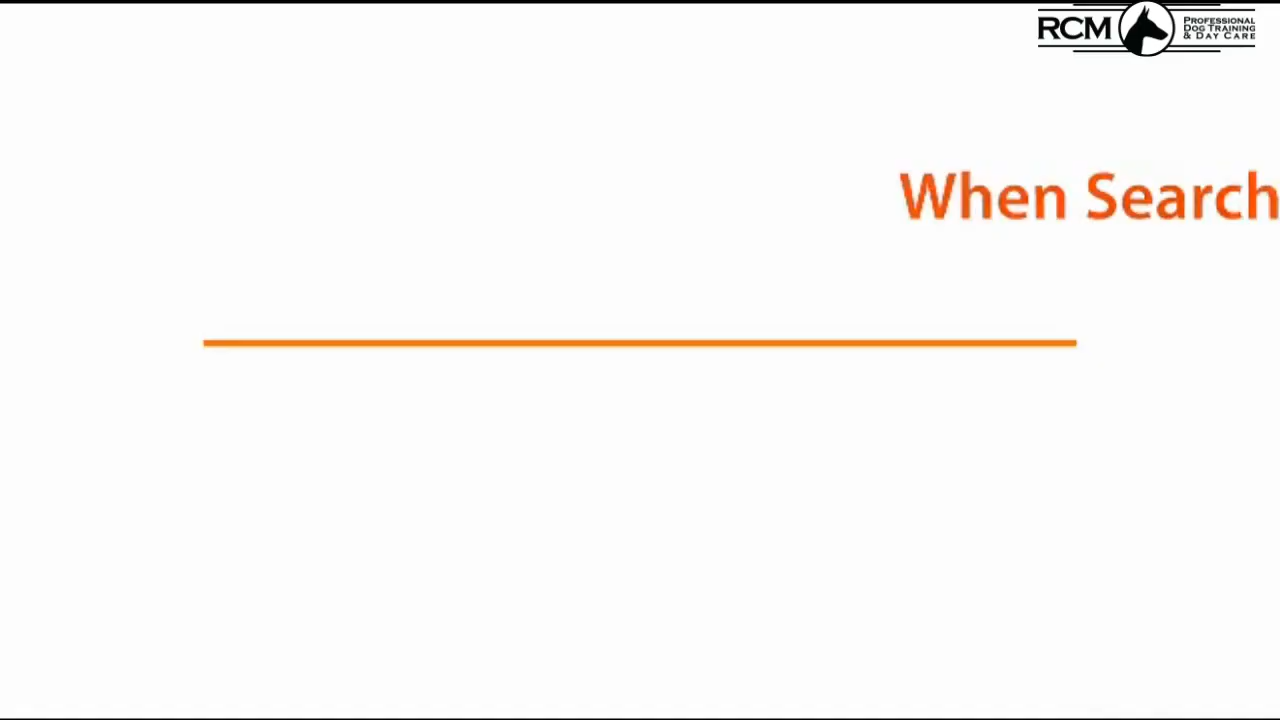 RCM
PROFESSIONAL
DOG TRAINING
& DAY CARE
When Search